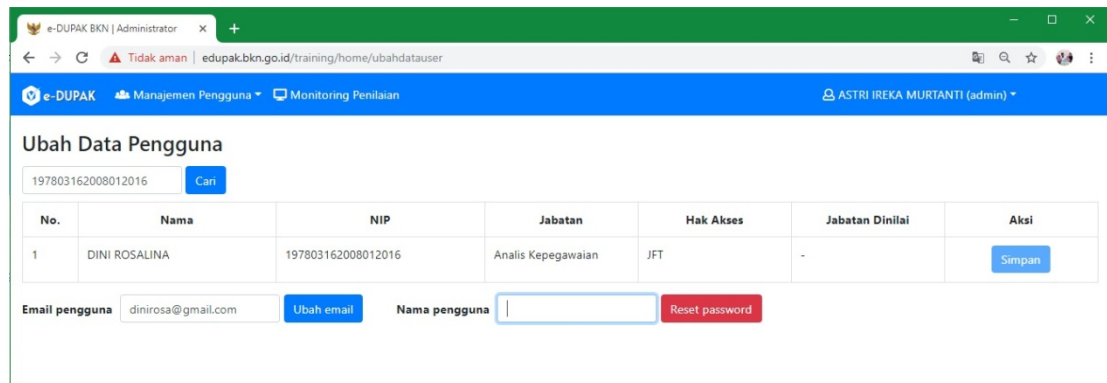 e-DUPAK BKN | Administrator
Tidak aman | edupak.bkn.go.id/training/home/ubahdatauser
e-DUPAK Manajemen Pengguna Monitoring Penilaian ASTRI IREKA MURTANTI (admin)
Ubah Data Pengguna
197803162008012016 Cari
No. Nama NIP Jabatan Hak Akses Jabatan Dinilai Aksi
1 DINI ROSALINA 197803162008012016 Analis Kepegawaian JFT - Simpan
Email pengguna dinirosa@gmail.com Ubah email Nama pengguna Reset password